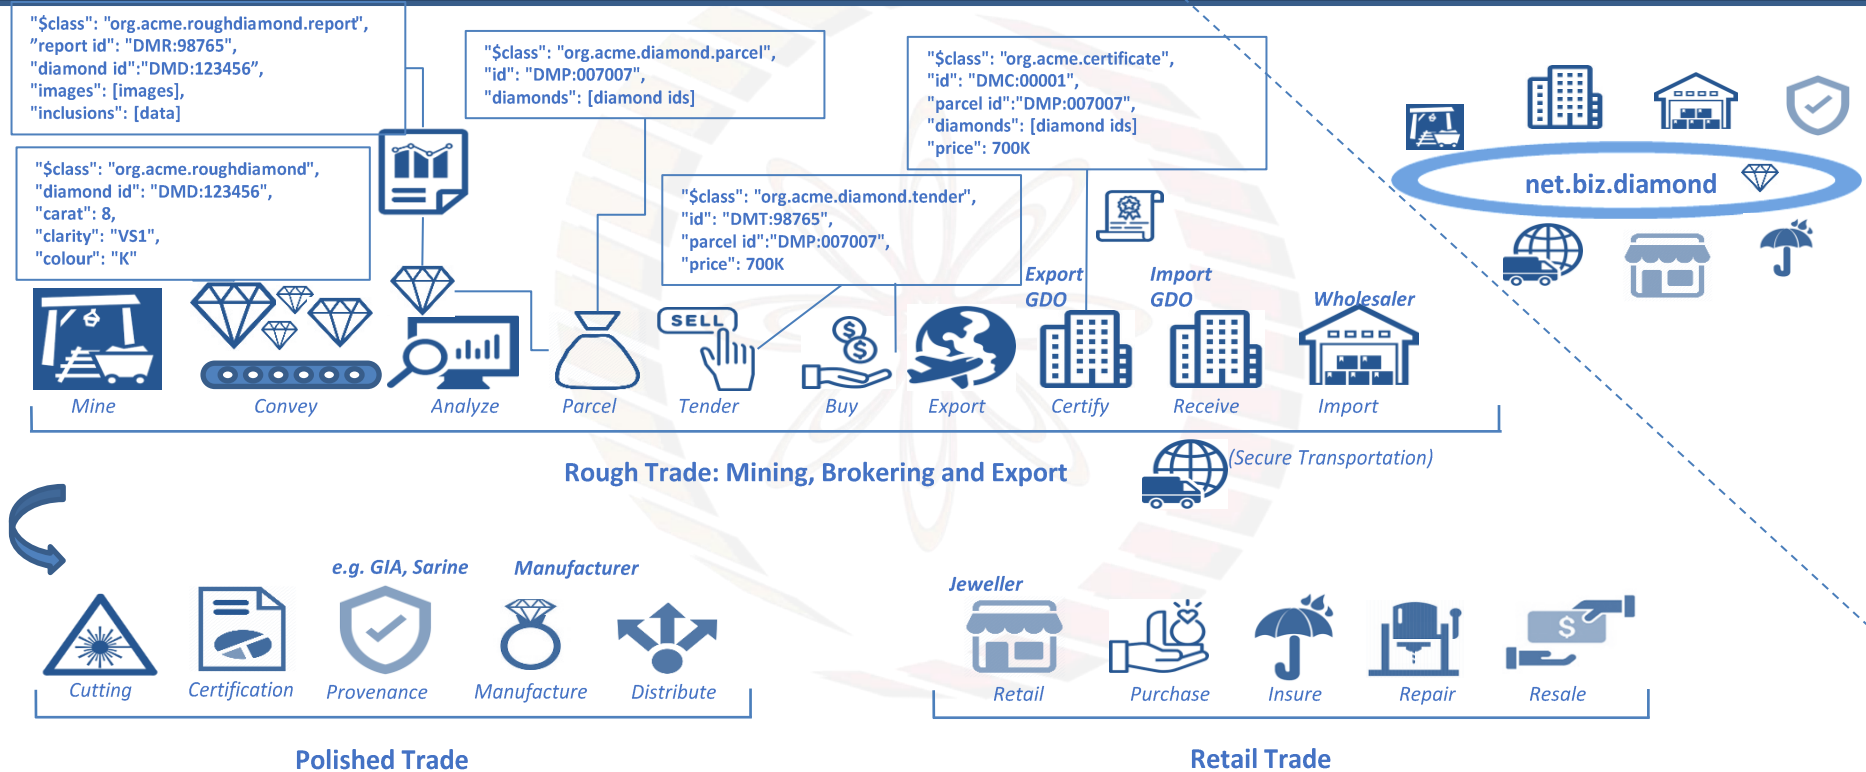 "$class": "org.acme.roughdiamond.report",
”report id": "DMR:98765",
"diamond id":"DMD:123456”,
"images": [images],
"inclusions": [data]
"$class": "org.acme.roughdiamond",
"diamond id": "DMD:123456",
"carat": 8,
"clarity": "VS1",
"colour": "K"
"$class": "org.acme.diamond.parcel",
"id": "DMP:007007",
"diamonds": [diamond ids]
"$class": "org.acme.diamond.tender",
"id": "DMT:98765",
"parcel id":"DMP:007007",
"price": 700K
"$class": "org.acme.certificate",
"id": "DMC:00001",
"parcel id":"DMP:007007",
"diamonds": [diamond ids]
"price": 700K
net.biz.diamond
Export
GDO
Import
GDO
Wholesaler
SELL
Mine
Convey
Analyze
Parcel
Tender
Buy
Export
Certify
Receive
Import
Rough Trade: Mining, Brokering and Export
(Secure Transportation)
e.g. GIA, Sarine
Manufacturer
Jeweller
Cutting
Certification
Provenance
Manufacture
Distribute
Retail
Purchase
Insure
Repair
Resale
Polished Trade
Retail Trade